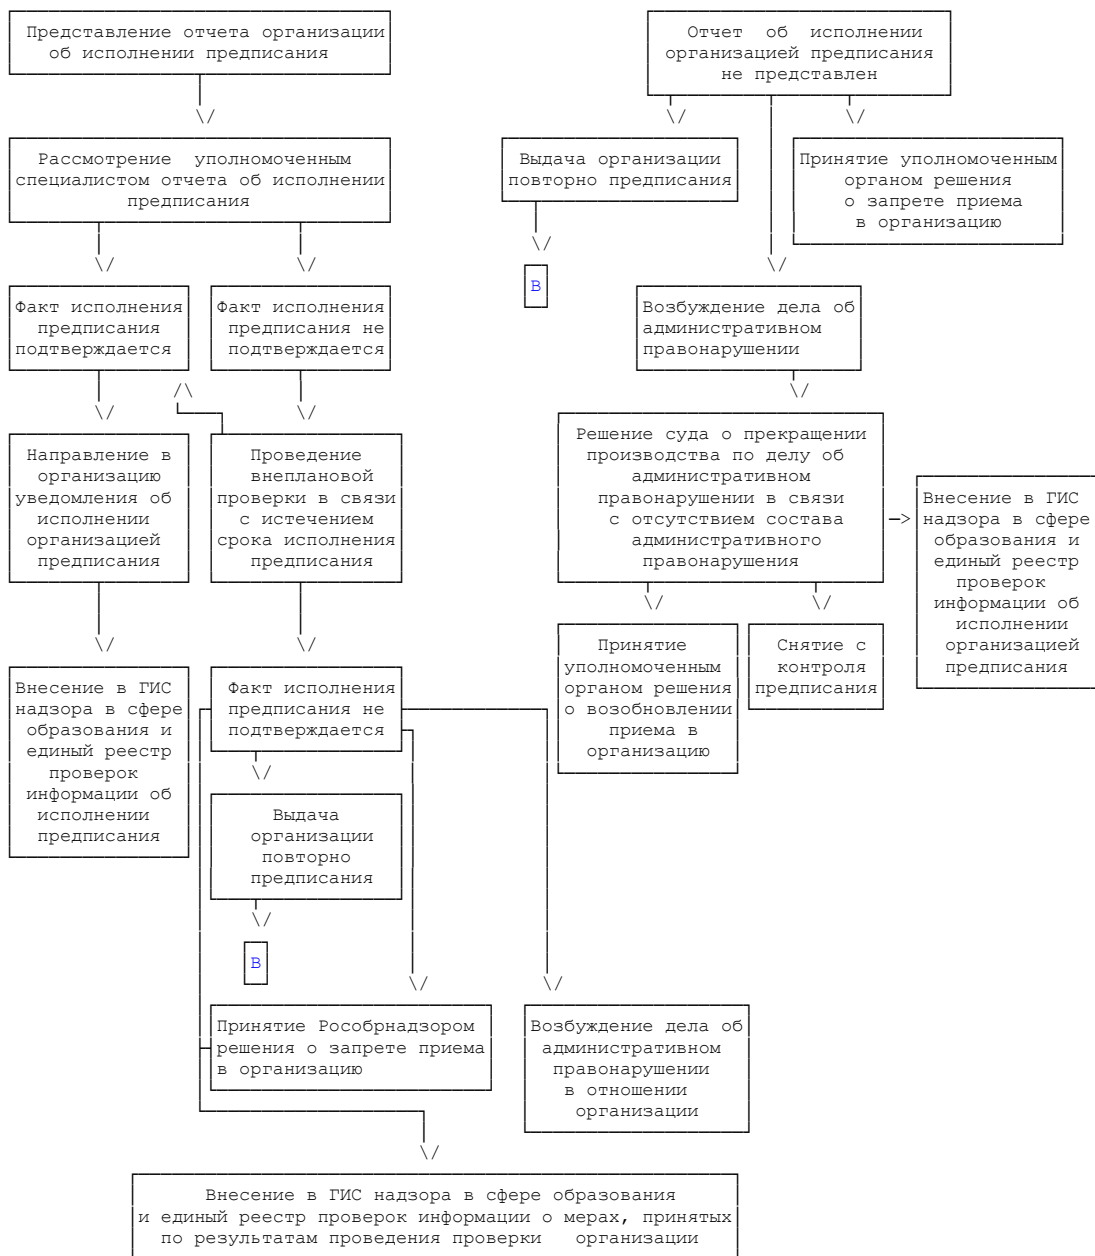 Представление отчета организации
об исполнении предписания
Отчет об исполнении
организацией предписания
не представлен
Рассмотрение уполномоченным
специалистом отчета об исполнении
предписания
Выдача организации
повторно предписания
Принятие уполномоченным
органом решения
о запрете приема
в организацию
В
Факт исполнения
предписания
подтверждается
Факт исполнения
предписания не
подтверждается
Возбуждение дела об
административном
правонарушении
Направление в
организацию
уведомления об
исполнении
организацией
предписания
Проведение
внеплановой
проверки в связи
с истечением
срока исполнения
предписания
Решение суда о прекращении
производства по делу об
административном
правонарушении в связи
с отсутствием состава
административного
правонарушения
Внесение в ГИС
надзора в сфере
образования и
единый реестр
проверок
информации об
исполнении
организацией
предписания
Принятие
уполномоченным
органом решения
о возобновлении
приема в
организацию
Снятие с
контроля
предписания
Внесение в ГИС
надзора в сфере
образования и
единый реестр
проверок
информации об
исполнении
предписания
Факт исполнения
предписания не
подтверждается
Выдача
организации
повторно
предписания
В
Принятие Рособрнадзором
решения о запрете приема
в организацию
Возбуждение дела об
административном
правонарушении
в отношении
организации
Внесение в ГИС надзора в сфере образования
и единый реестр проверок информации о мерах, принятых
по результатам проведения проверки организации